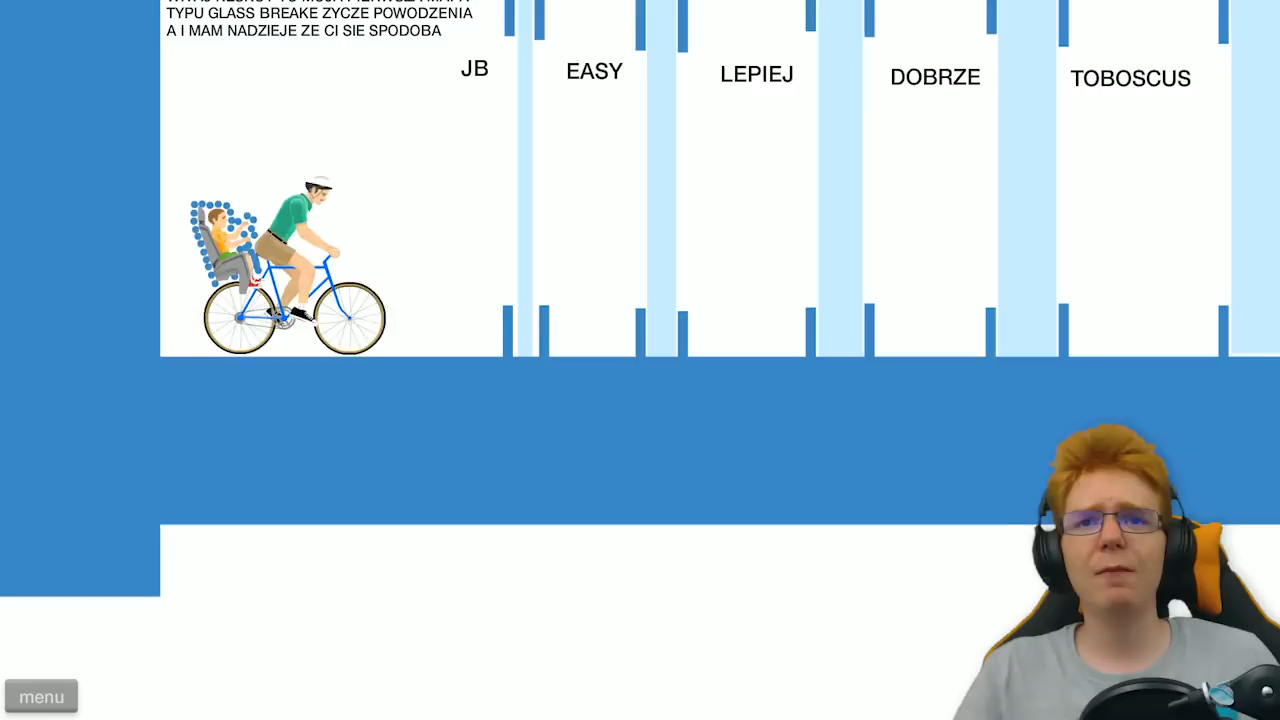 TYPU GLASS BREAKE ZYCZE POWODZENIA
A I MAM NADZIEJE ZE CI SIE SPODOBA
JB
EASY
LEPIEJ
DOBRZE
TOBOSCUS
menu